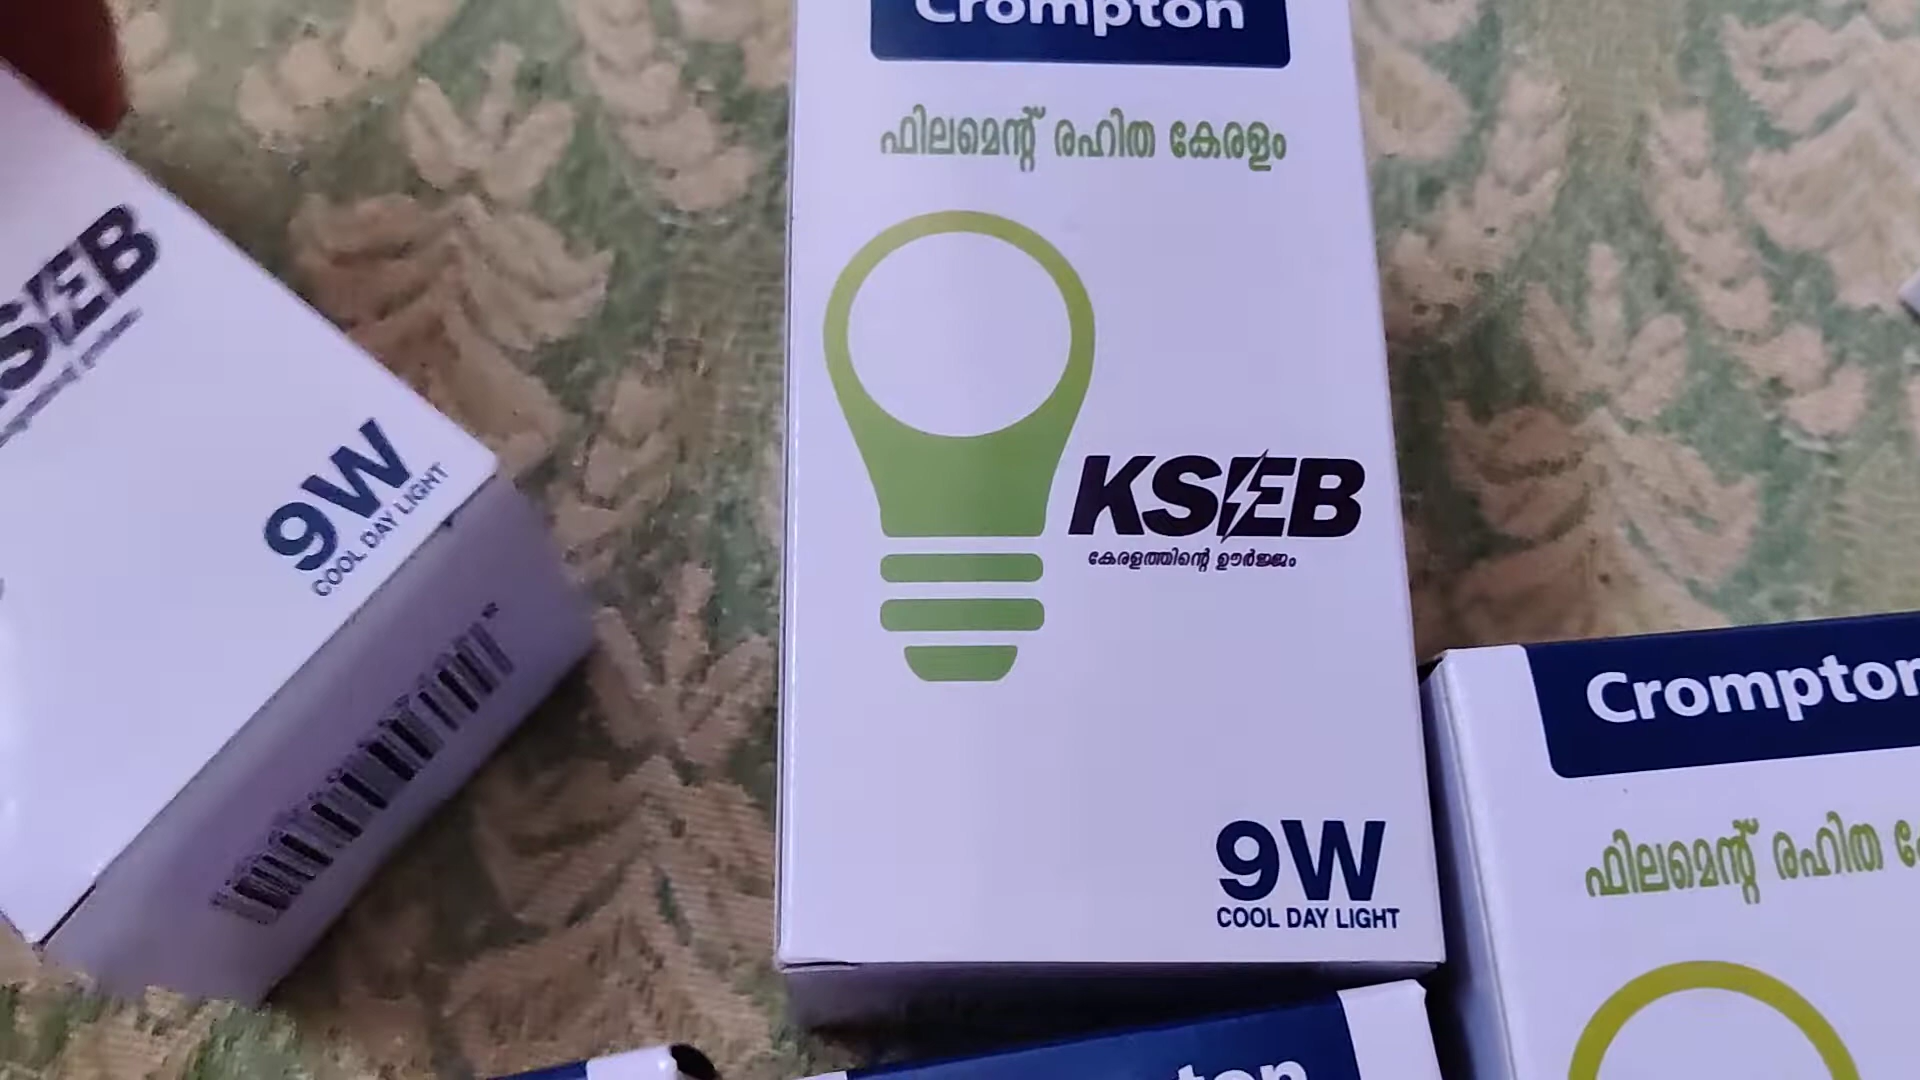 Crompton
ഫിലമെന്റ് രഹിത കേരളം
KSEB
കേരളത്തിന്റെ ഊർജ്ജം
9W
COOL DAY LIGHT
KSEB
9W
COOL DAY LIGHT
Crompton
ഫിലമെന്റ് രഹിത